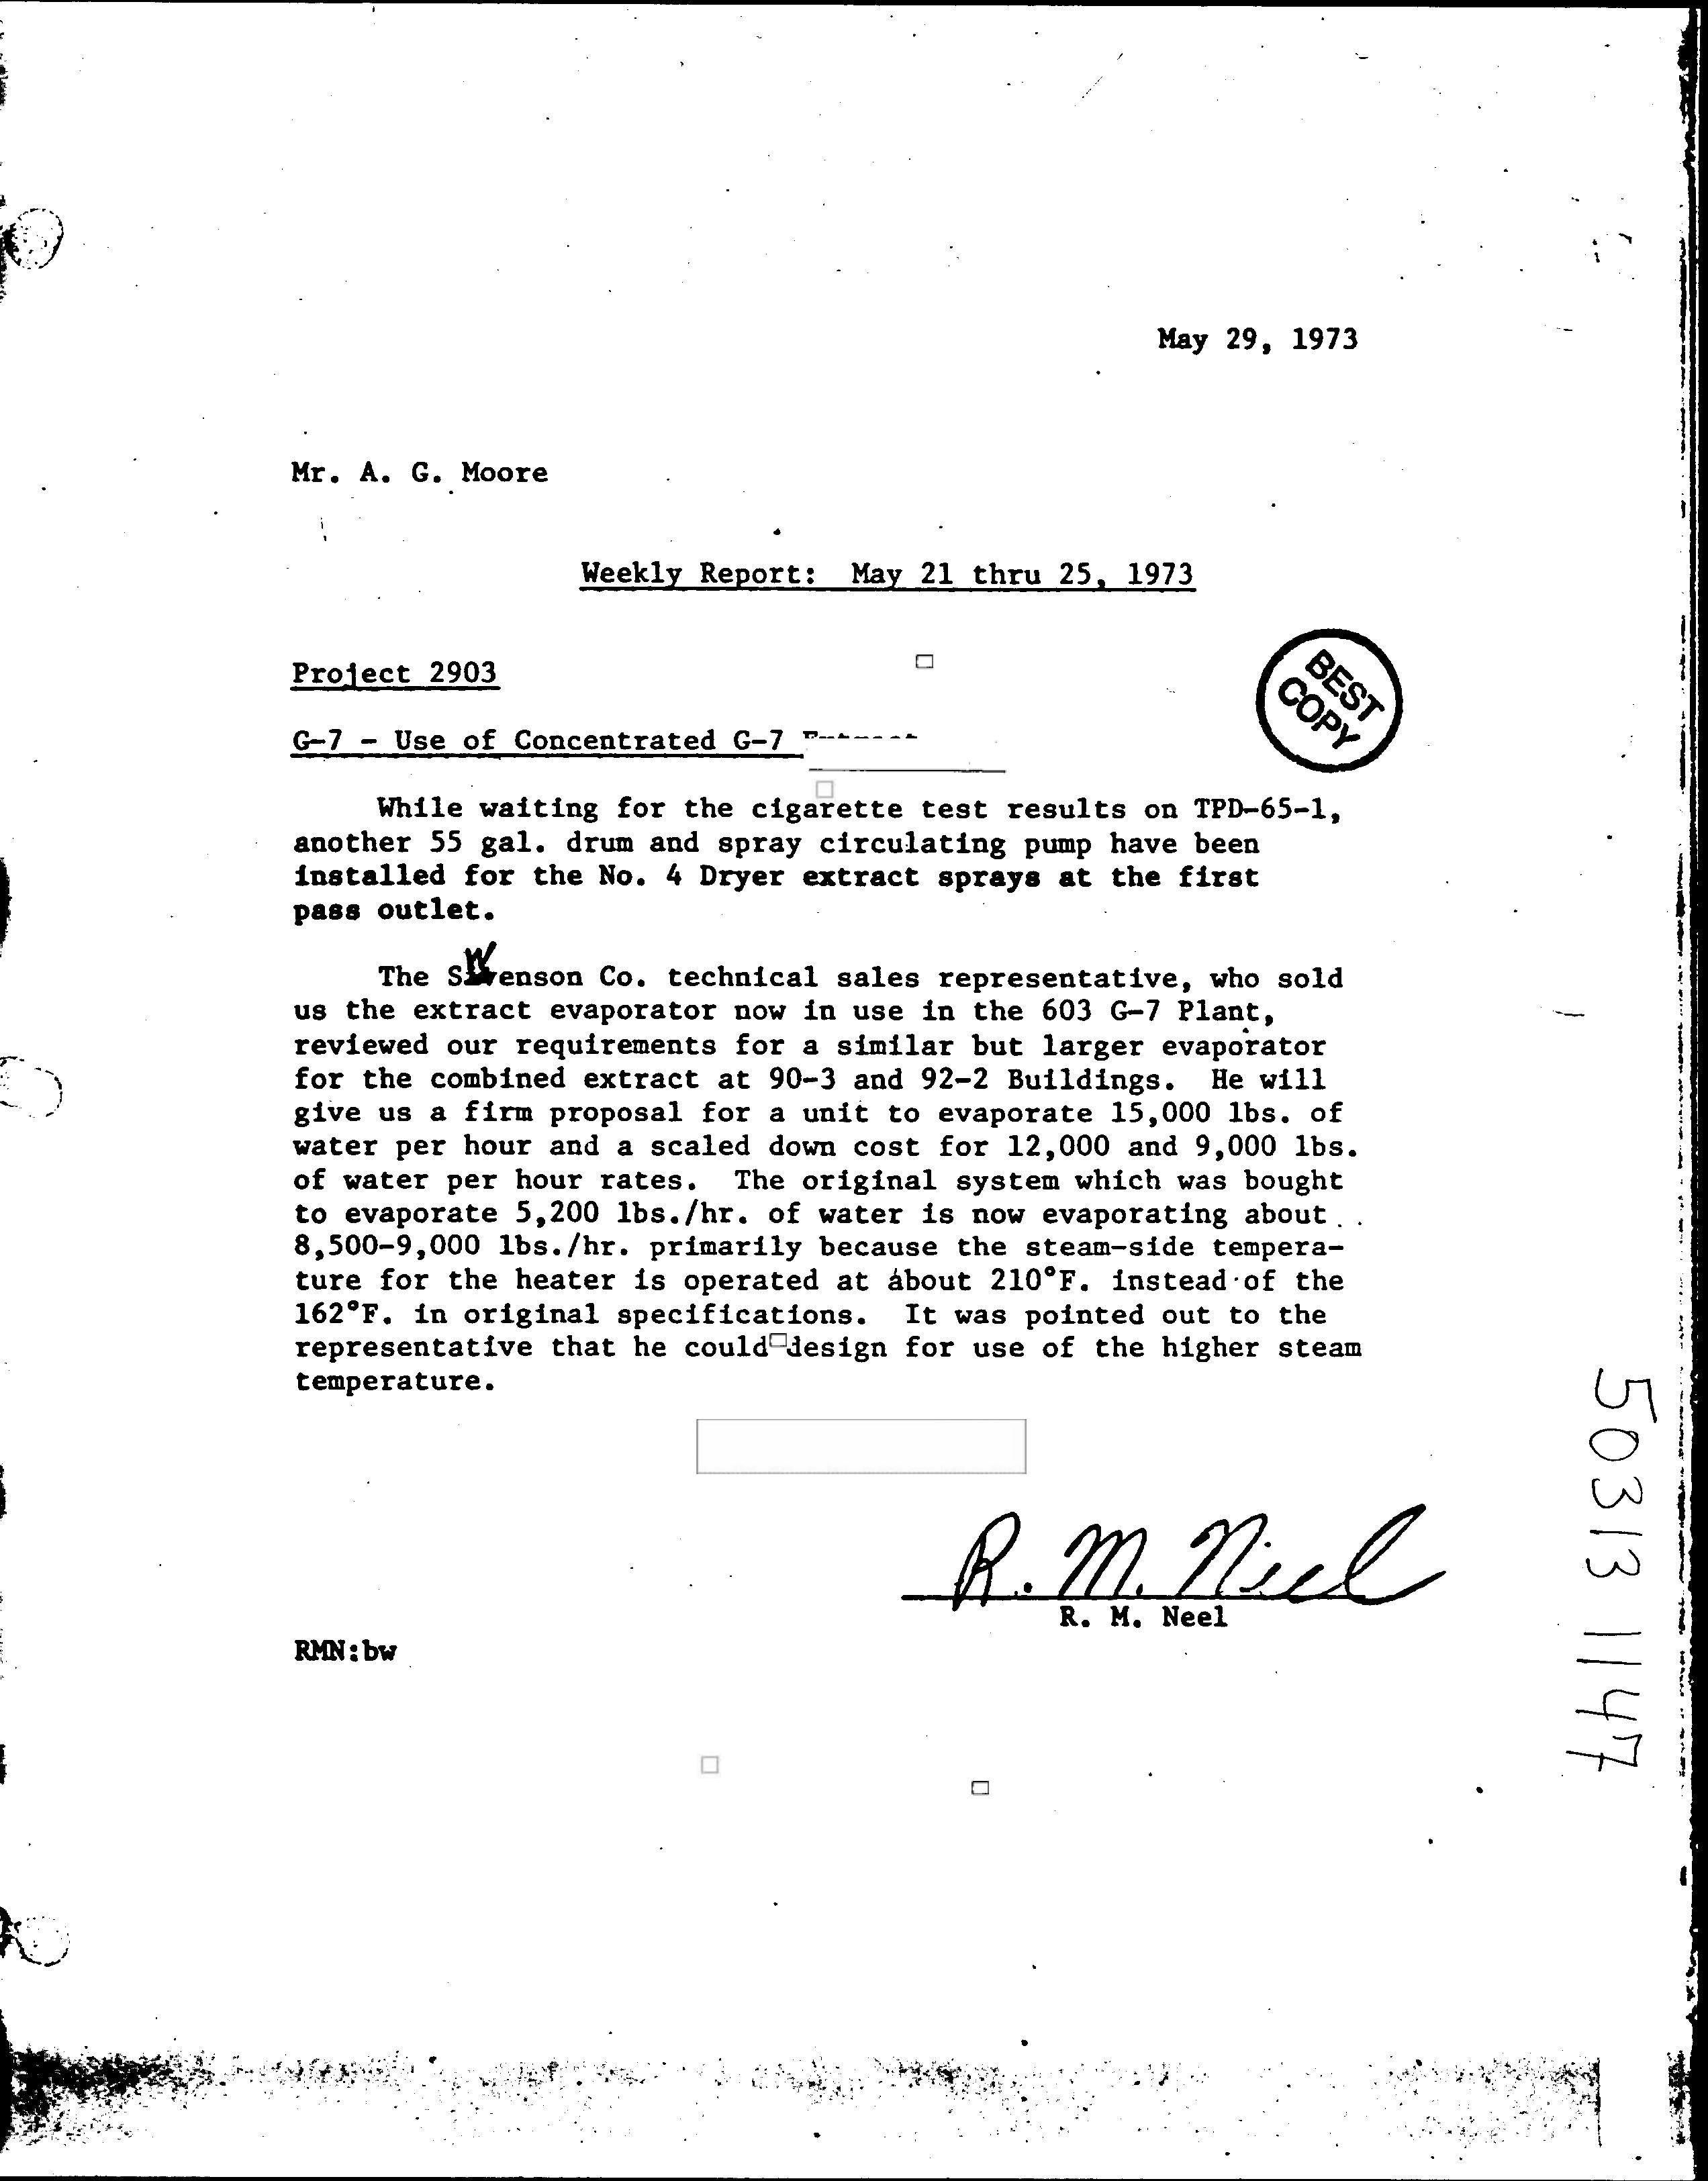 May 29, 1973
Mr. A. G. Moore
Weekly Report: May 21 thru 25, 1973
Project 2903
BEST
COPY
G-7 - Use of Concentrated G-7
While waiting for the cigarette test results on TPD-65-1,
another 55 gal. drum and spray circulating pump have been
installed for the No. 4 Dryer extract sprays at the first
pass outlet.
The Swenson Co. technical sales representative, who sold
us the extract evaporator now in use in the 603 G-7 Plant,
reviewed our requirements for a similar but larger evaporator
for the combined extract at 90-3 and 92-2 Buildings. He will
give us a firm proposal for a unit to evaporate 15,000 lbs. of
water per hour and a scaled down cost for 12,000 and 9,000 lbs.
of water per hour rates. The original system which was bought
to evaporate 5,200 lbs./hr. of water is now evaporating about
8,500-9,000 lbs./hr. primarily because the steam-side tempera-
ture for the heater is operated at about 210°F. instead of the
162°F. in original specifications. It was pointed out to the
representative that he could design for use of the higher steam
temperature.
R. M. Neel
R. M. Neel
RMN:bw
50313 1147